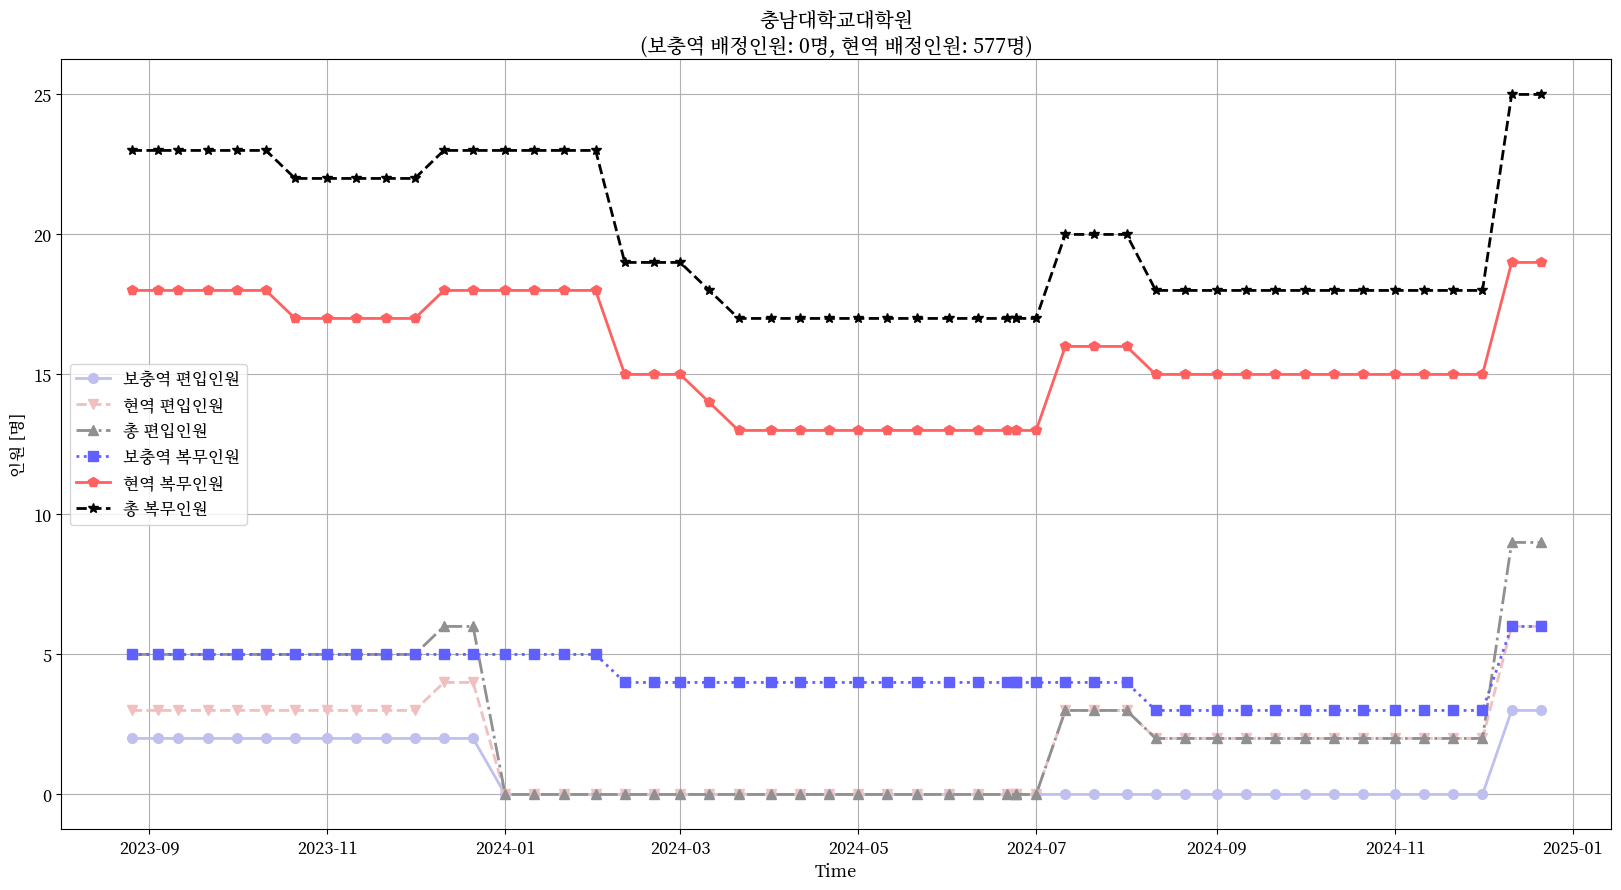 충남대학교대학원
(보충역 배정인원: 0명, 현역 배정인원: 577명)
인원 [명]
25
20
15
10
5
0
보충역 편입인원
현역 편입인원
총 편입인원
보충역 복무인원
현역 복무인원
총 복무인원
2023-09
2023-11
2024-01
2024-03
2024-05
2024-07
2024-09
2024-11
2025-01
Time